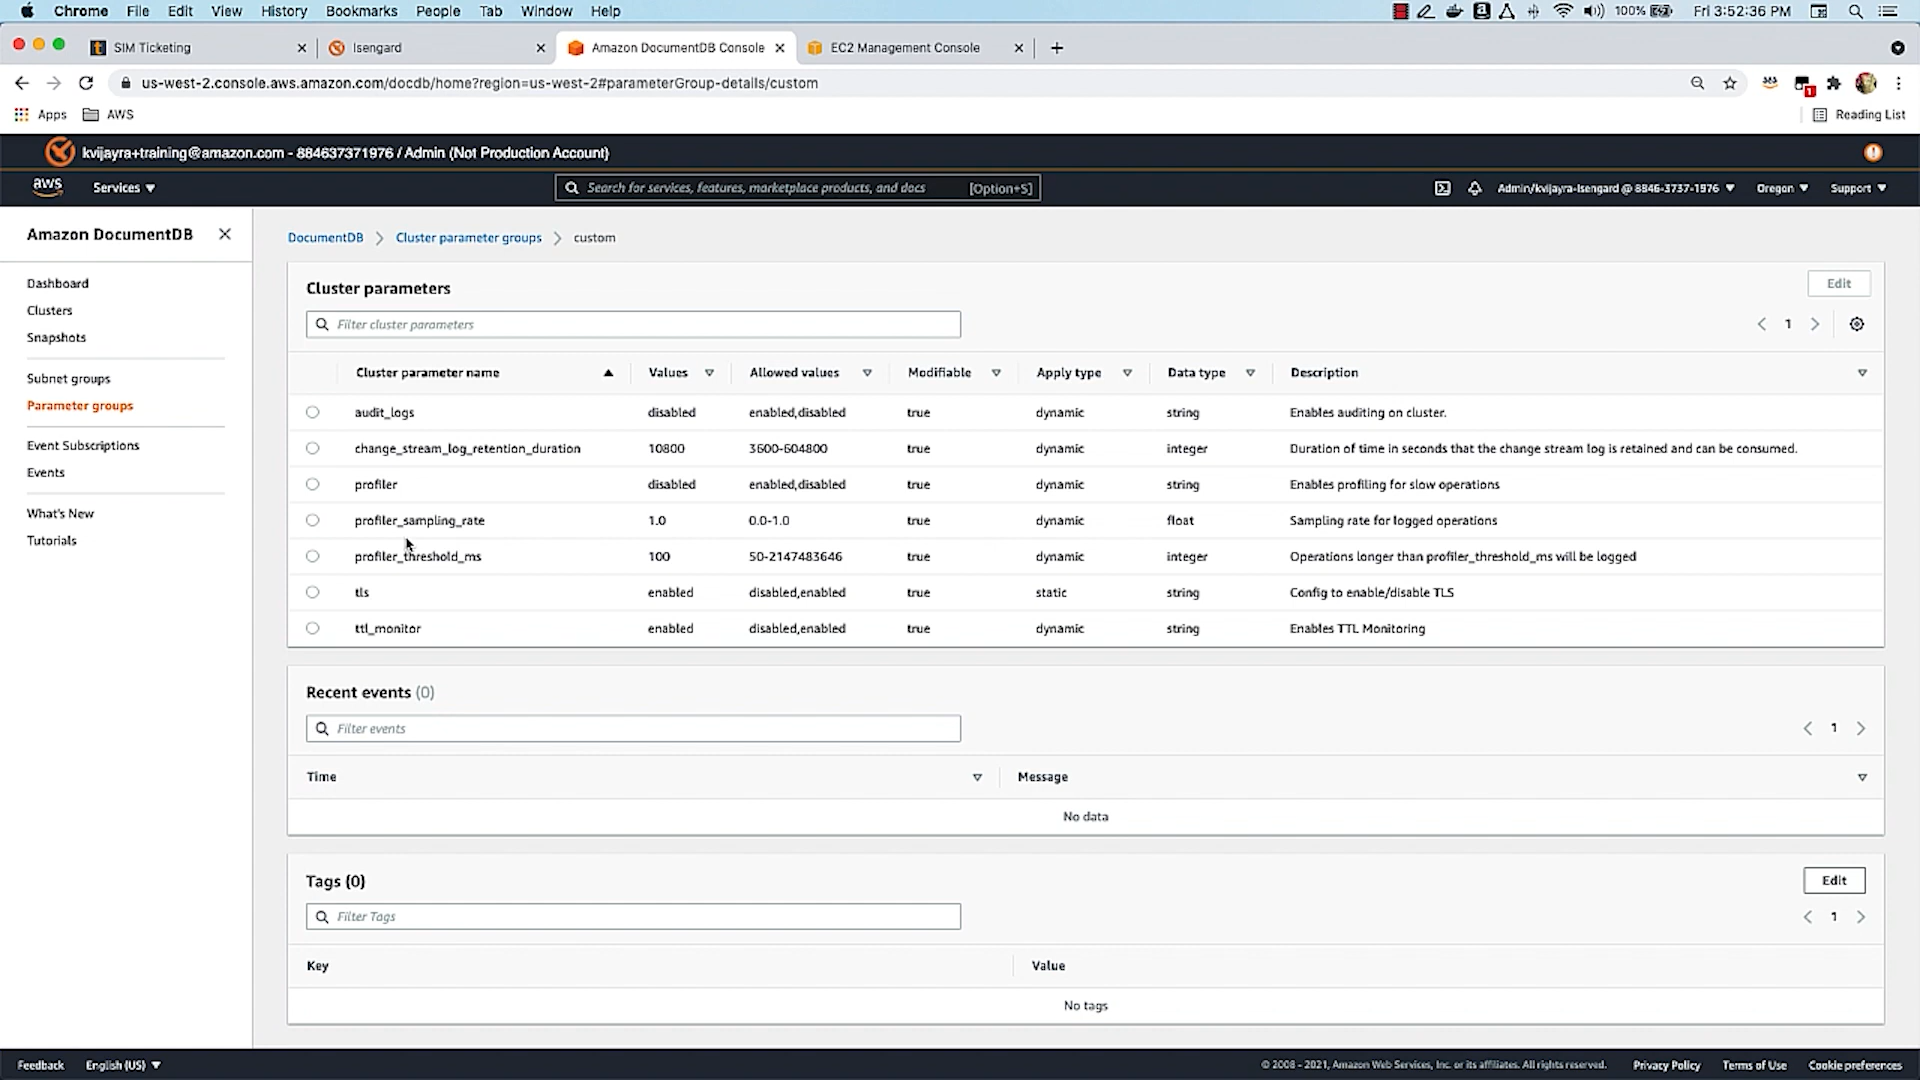 Chrome File Edit View History Bookmarks People Tab Window Help 100% Fri 3:52:36 PM
SIM Ticketing Isengard Amazon DocumentDB Console EC2 Management Console
us-west-2.console.aws.amazon.com/docdb/home?region=us-west-2#parameterGroup-details/custom
1
Apps AWS Reading List
kvijayra+training@amazon.com - 884637371976 / Admin (Not Production Account)
aws Services Search for services, features, marketplace products, and docs [Option+S] Admin/kvijayra-Isengard @ 8846-3737-1976 Oregon Support
Amazon DocumentDB
Dashboard
Clusters
Snapshots
Subnet groups
Parameter groups
Event Subscriptions
Events
What's New
Tutorials
DocumentDB > Cluster parameter groups > custom
Cluster parameters Edit
Filter cluster parameters 1
Cluster parameter name Values Allowed values Modifiable Apply type Data type Description
audit_logs disabled enabled,disabled true dynamic string Enables auditing on cluster.
change_stream_log_retention_duration 10800 3600-604800 true dynamic integer Duration of time in seconds that the change stream log is retained and can be consumed.
profiler disabled enabled,disabled true dynamic string Enables profiling for slow operations
profiler_sampling_rate 1.0 0.0-1.0 true dynamic float Sampling rate for logged operations
profiler_threshold_ms 100 50-2147483646 true dynamic integer Operations longer than profiler_threshold_ms will be logged
tls enabled disabled,enabled true static string Config to enable/disable TLS
ttl_monitor enabled disabled,enabled true dynamic string Enables TTL Monitoring
Recent events (0)
Filter events 1
Time Message
No data
Tags (0) Edit
Filter Tags 1
Key Value
No tags
Feedback English (US) © 2008 - 2021, Amazon Web Services, Inc. or its affiliates. All rights reserved. Privacy Policy Terms of Use Cookie preferences